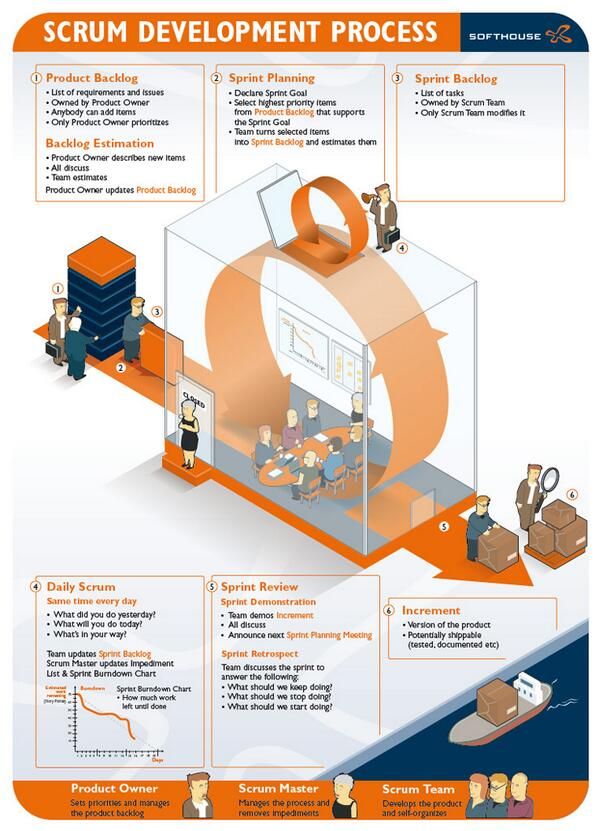 SCRUM DEVELOPMENT PROCESS
SOFTHOUSE
1 Product Backlog
• List of requirements and issues
• Owned by Product Owner
• Anybody can add items
• Only Product Owner prioritizes
Backlog Estimation
• Product Owner describes new items
• All discuss
• Team estimates
Product Owner updates Product Backlog
2 Sprint Planning
• Declare Sprint Goal
• Select highest priority items
from Product Backlog that supports
the Sprint Goal
• Team turns selected items
into Sprint Backlog and estimates them
3 Sprint Backlog
• List of tasks
• Owned by Scrum Team
• Only Scrum Team modifies it
4
1
3
2
CLOSED
6
5
4 Daily Scrum
Same time every day
• What did you do yesterday?
• What will you do today?
• What's in your way?
Team updates Sprint Backlog
Scrum Master updates Impediment
List & Sprint Burndown Chart
Estimated
work
remaining
(Story Points)
Burndown
Sprint Burndown Chart
• How much work
left until done
Days
5 Sprint Review
Sprint Demonstration
• Team demos Increment
• All discuss
• Announce next Sprint Planning Meeting
Sprint Retrospect
Team discusses the sprint to
answer the following:
• What should we keep doing?
• What should we stop doing?
• What should we start doing?
6 Increment
• Version of the product
• Potentially shippable
(tested, documented etc)
Product Owner
Sets priorities and manages
the product backlog
Scrum Master
Manages the process and
removes impediments
Scrum Team
Develops the product
and self-organizes